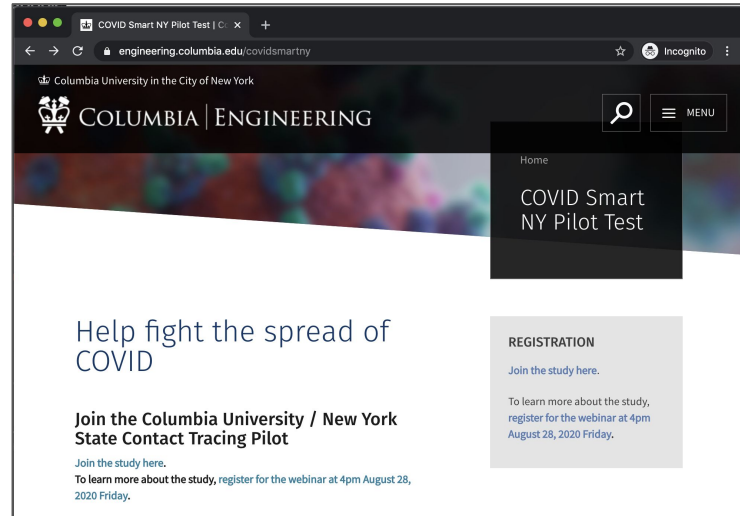 COVID Smart NY Pilot Test | Co
engineering.columbia.edu/covidsmartny
Incognito
Columbia University in the City of New York
COLUMBIA | ENGINEERING
MENU
Home
COVID Smart
NY Pilot Test
Help fight the spread of
COVID
Join the Columbia University / New York
State Contact Tracing Pilot
Join the study here.
To learn more about the study, register for the webinar at 4pm August 28,
2020 Friday.
REGISTRATION
Join the study here.
To learn more about the study,
register for the webinar at 4pm
August 28, 2020 Friday.